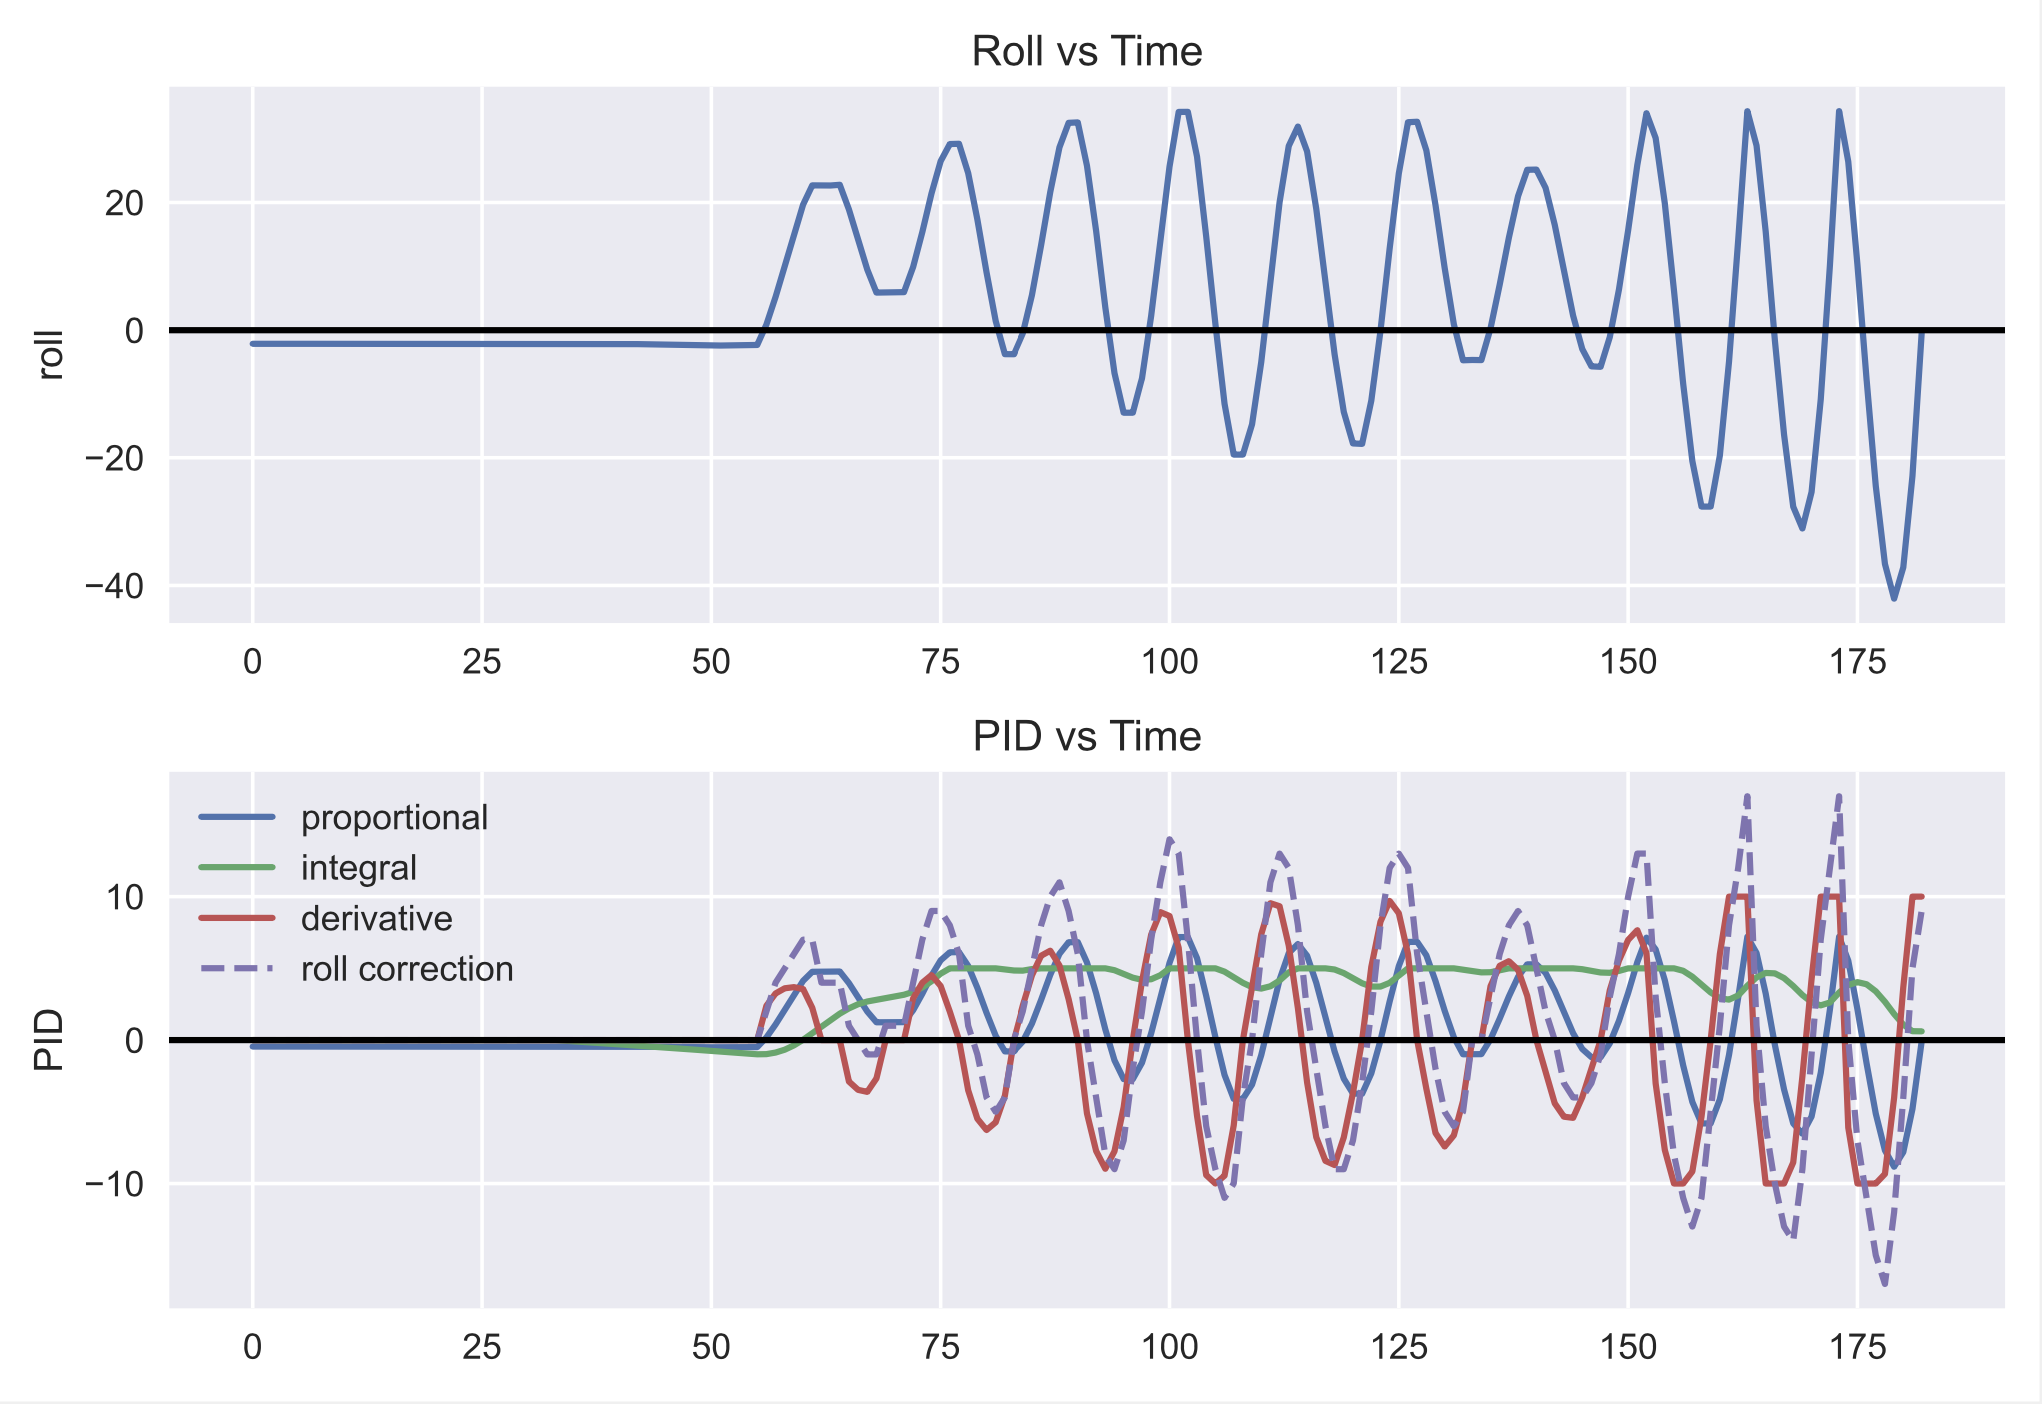 Roll vs Time
20
0
−20
−40
roll
0 25 50 75 100 125 150 175
PID vs Time
proportional
integral
derivative
roll correction
10
0
−10
PID
0 25 50 75 100 125 150 175